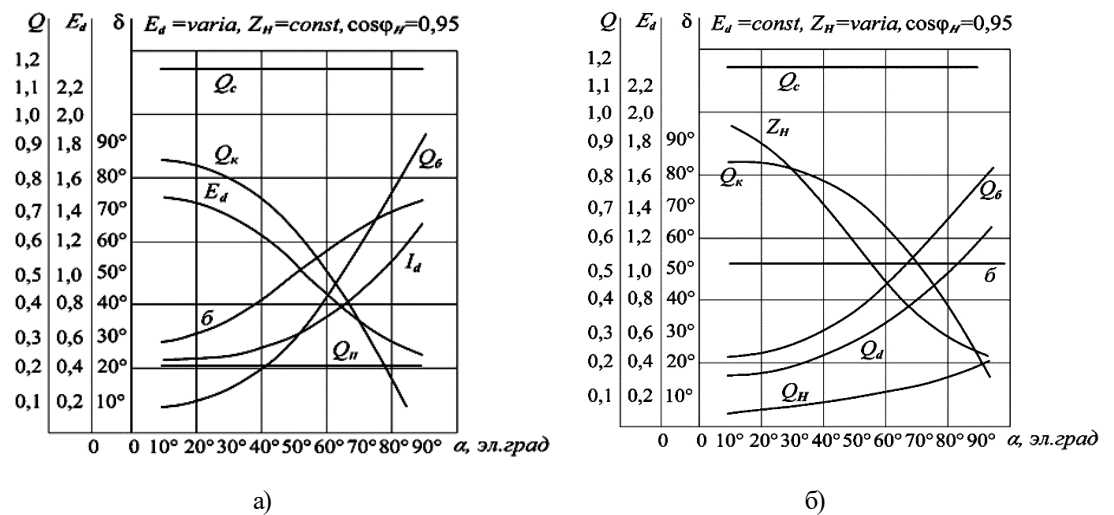 Q E_d δ E_d =varia, Z_H=const, cosφ_H=0,95
1,2
1,1 2,2
1,0 2,0
0,9 1,8 90°
0,8 1,6 80°
0,7 1,4 70°
0,6 1,2 60°
0,5 1,0 50°
0,4 0,8 40°
0,3 0,6 30°
0,2 0,4 20°
0,1 0,2 10°
Q_c
Q_к
Q_б
E_d
I_d
б
Q_п
0 0 10° 20° 30° 40° 50° 60° 70° 80° 90° α, эл.град
а)
Q E_d δ E_d =const, Z_H=varia, cosφ_H=0,95
1,2
1,1 2,2
1,0 2,0
0,9 1,8 90°
0,8 1,6 80°
0,7 1,4 70°
0,6 1,2 60°
0,5 1,0 50°
0,4 0,8 40°
0,3 0,6 30°
0,2 0,4 20°
0,1 0,2 10°
Q_c
Z_H
Q_к
Q_б
б
Q_d
Q_H
0 0 10° 20° 30° 40° 50° 60° 70° 80° 90° α, эл.град
б)